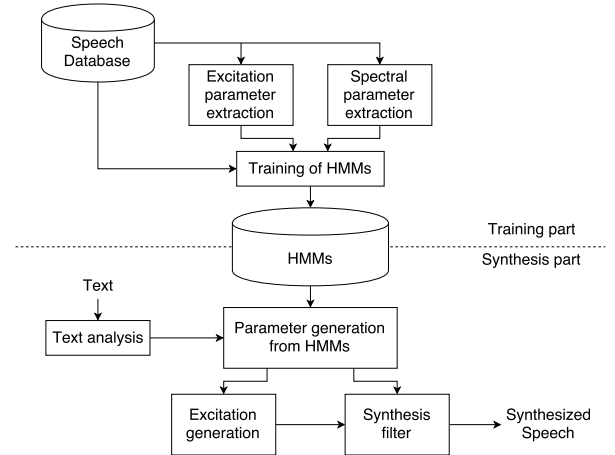 Speech
Database
Excitation
parameter
extraction
Spectral
parameter
extraction
Training of HMMs
Training part
HMMs
Synthesis part
Text
Text analysis
Parameter generation
from HMMs
Excitation
generation
Synthesis
filter
Synthesized
Speech